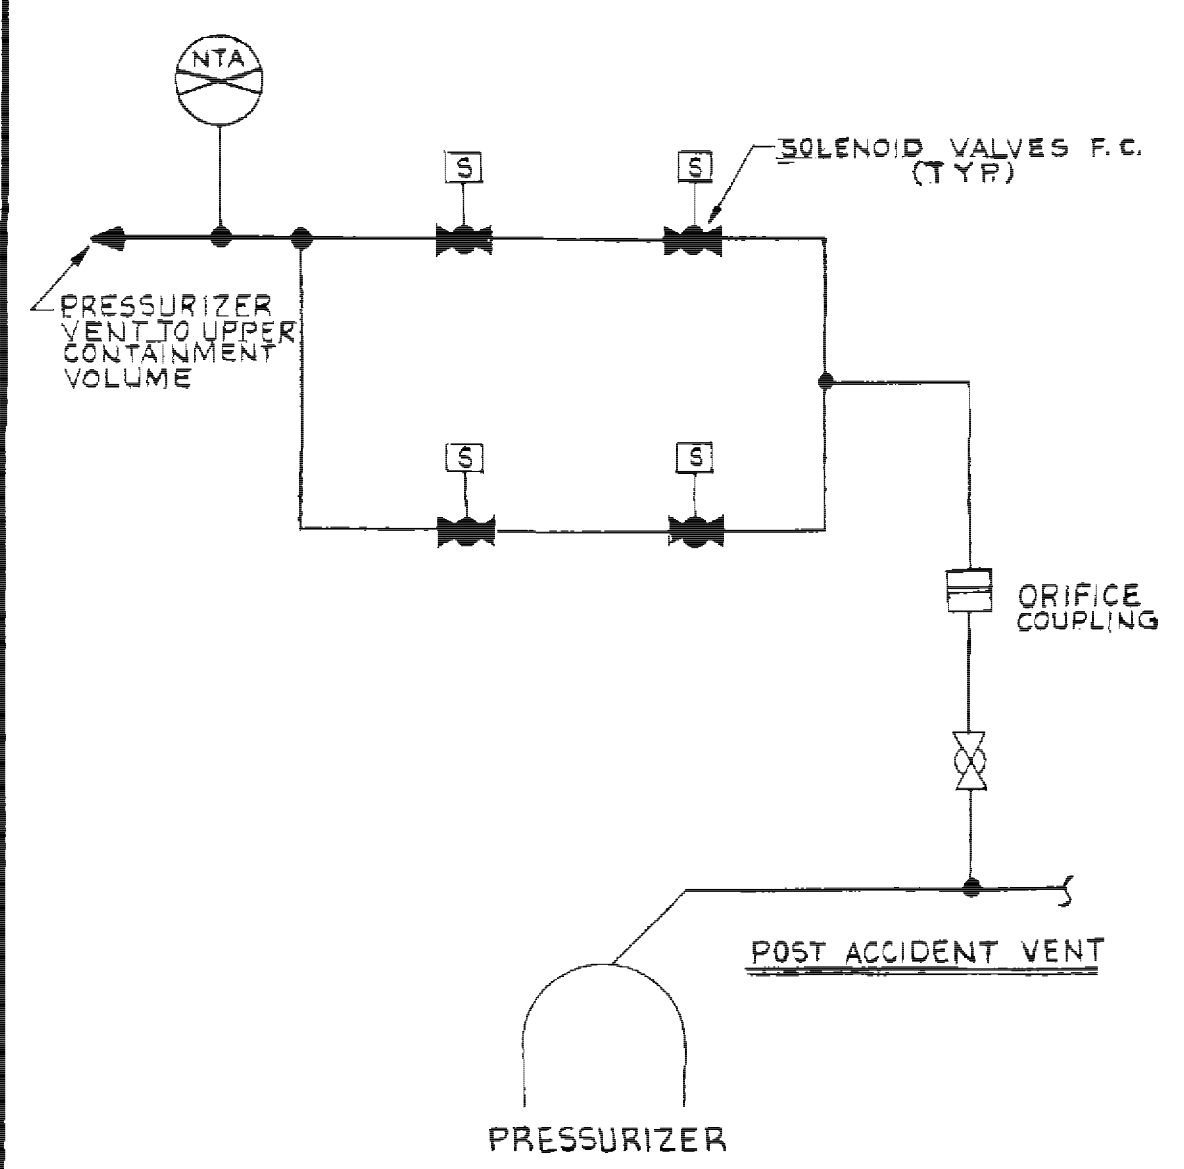 NTA
S
S
SOLENOID VALVES F.C.
(TYP.)
PRESSURIZER
VENT TO UPPER
CONTAINMENT
VOLUME
S
S
ORIFICE
COUPLING
POST ACCIDENT VENT
PRESSURIZER